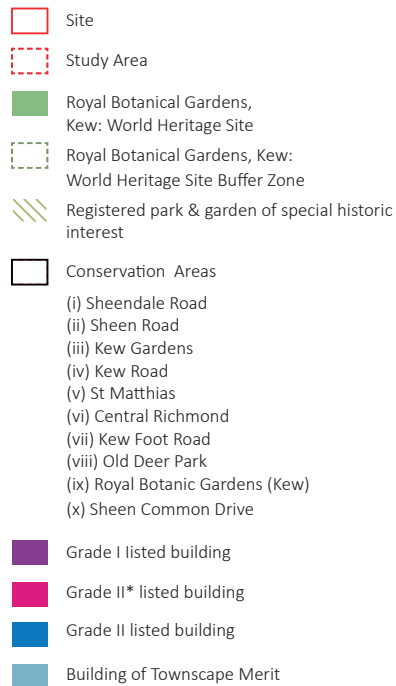 Site
Study Area
Royal Botanical Gardens,
Kew: World Heritage Site
Royal Botanical Gardens, Kew:
World Heritage Site Buffer Zone
Registered park & garden of special historic
interest
Conservation Areas
(i) Sheendale Road
(ii) Sheen Road
(iii) Kew Gardens
(iv) Kew Road
(v) St Matthias
(vi) Central Richmond
(vii) Kew Foot Road
(viii) Old Deer Park
(ix) Royal Botanic Gardens (Kew)
(x) Sheen Common Drive
Grade I listed building
Grade II* listed building
Grade II listed building
Building of Townscape Merit